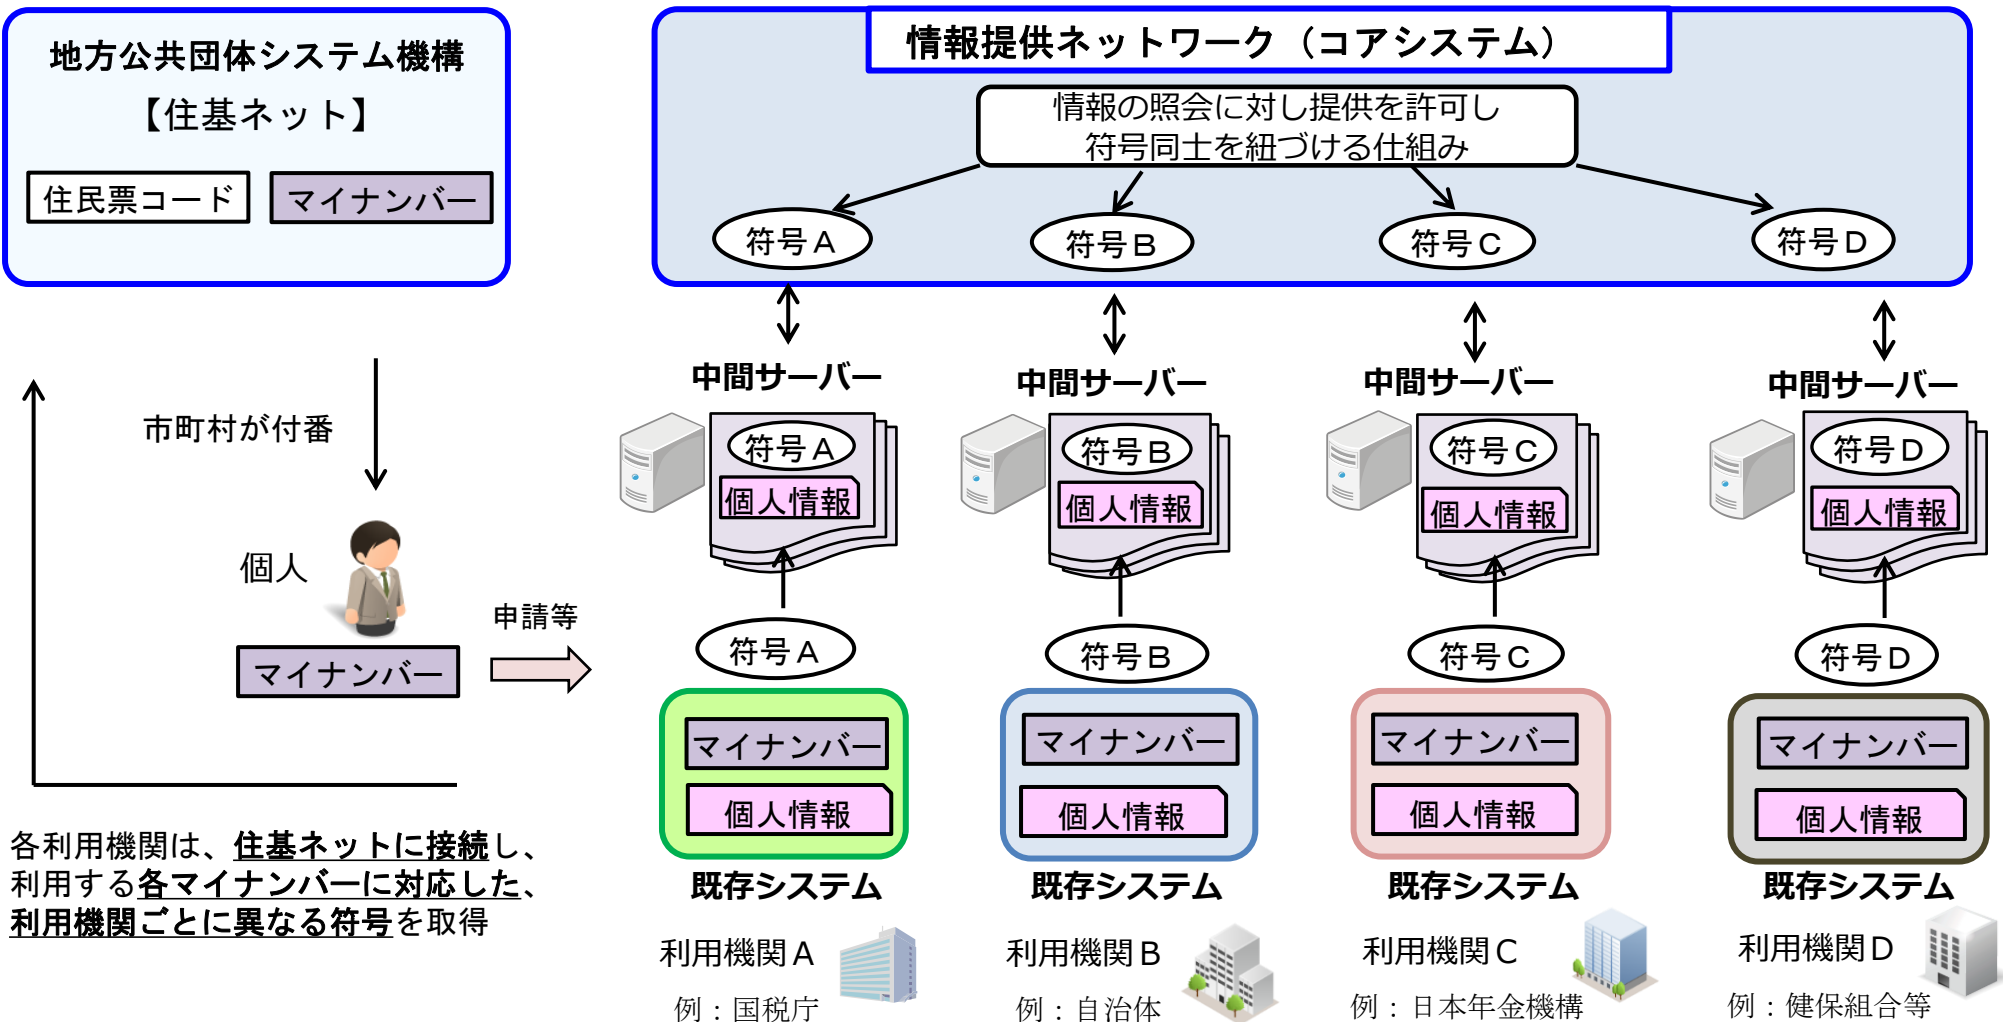 地方公共団体システム機構
【住基ネット】
住民票コード
マイナンバー
市町村が付番
個人
マイナンバー
申請等
各利用機関は、住基ネットに接続し、
利用する各マイナンバーに対応した、
利用機関ごとに異なる符号を取得
情報提供ネットワーク（コアシステム）
情報の照会に対し提供を許可し
符号同士を紐づける仕組み
符号A
符号B
符号C
符号D
中間サーバー
中間サーバー
中間サーバー
中間サーバー
符号A
個人情報
符号B
個人情報
符号C
個人情報
符号D
個人情報
符号A
符号B
符号C
符号D
マイナンバー
個人情報
マイナンバー
個人情報
マイナンバー
個人情報
マイナンバー
個人情報
既存システム
既存システム
既存システム
既存システム
利用機関A
例：国税庁
利用機関B
例：自治体
利用機関C
例：日本年金機構
利用機関D
例：健保組合等